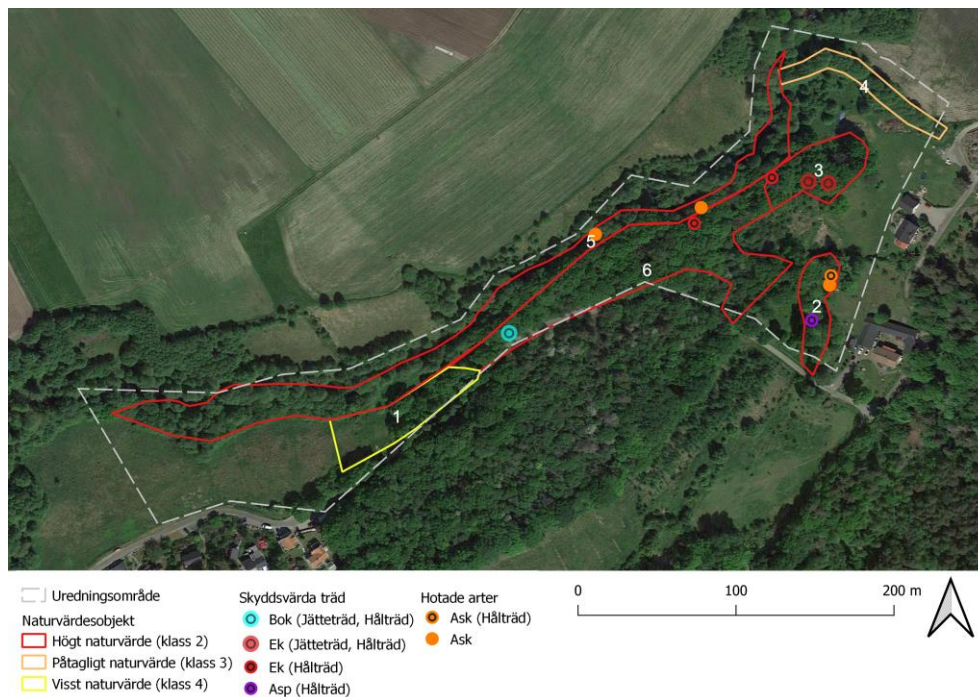 4
3
5
6
2
1
Uredningsområde
Naturvärdesobjekt
Högt naturvärde (klass 2)
Påtagligt naturvärde (klass 3)
Visst naturvärde (klass 4)
Skyddsvärda träd
Bok (Jätteträd, Hålträd)
Ek (Jätteträd, Hålträd)
Ek (Hålträd)
Asp (Hålträd)
Hotade arter
Ask (Hålträd)
Ask
0 100 200 m